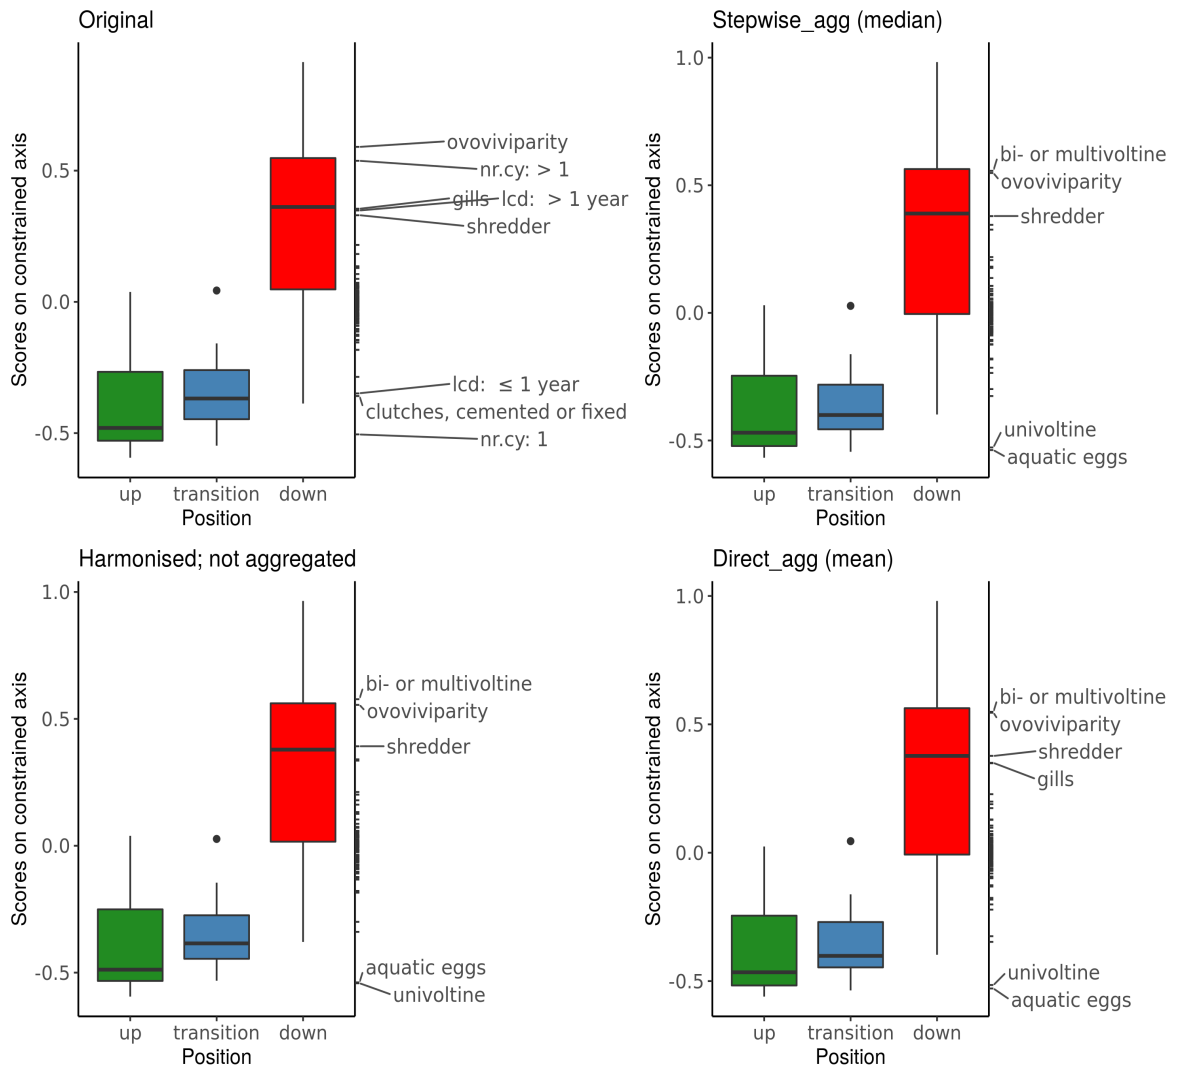 Original
Scores on constrained axis
0.5
0.0
-0.5
ovoviviparity
nr.cy: > 1
gills lcd:  > 1 year
shredder
lcd:  ≤ 1 year
clutches, cemented or fixed
nr.cy: 1
up transition down
Position
Stepwise_agg (median)
Scores on constrained axis
1.0
0.5
0.0
-0.5
bi- or multivoltine
ovoviviparity
shredder
univoltine
aquatic eggs
up transition down
Position
Harmonised; not aggregated
Scores on constrained axis
1.0
0.5
0.0
-0.5
bi- or multivoltine
ovoviviparity
shredder
aquatic eggs
univoltine
up transition down
Position
Direct_agg (mean)
Scores on constrained axis
1.0
0.5
0.0
-0.5
bi- or multivoltine
ovoviviparity
shredder
gills
univoltine
aquatic eggs
up transition down
Position